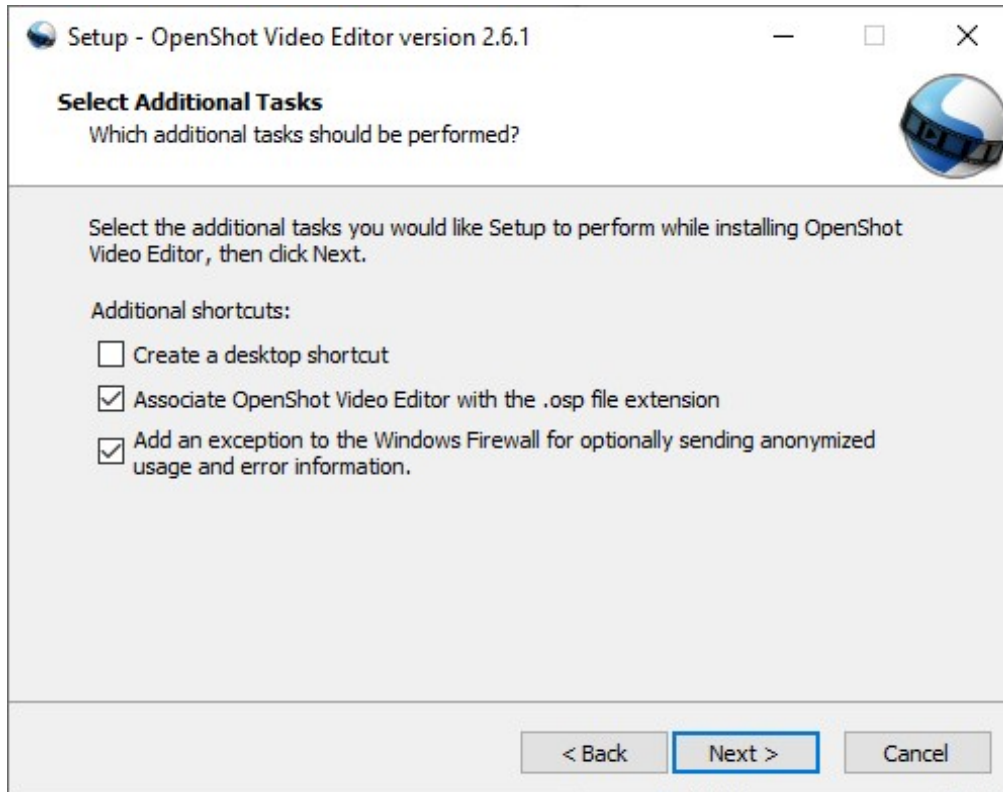 Setup - OpenShot Video Editor version 2.6.1
Select Additional Tasks
Which additional tasks should be performed?
Select the additional tasks you would like Setup to perform while installing OpenShot
Video Editor, then click Next.
Additional shortcuts:
Create a desktop shortcut
Associate OpenShot Video Editor with the .osp file extension
Add an exception to the Windows Firewall for optionally sending anonymized
usage and error information.
< Back
Next >
Cancel